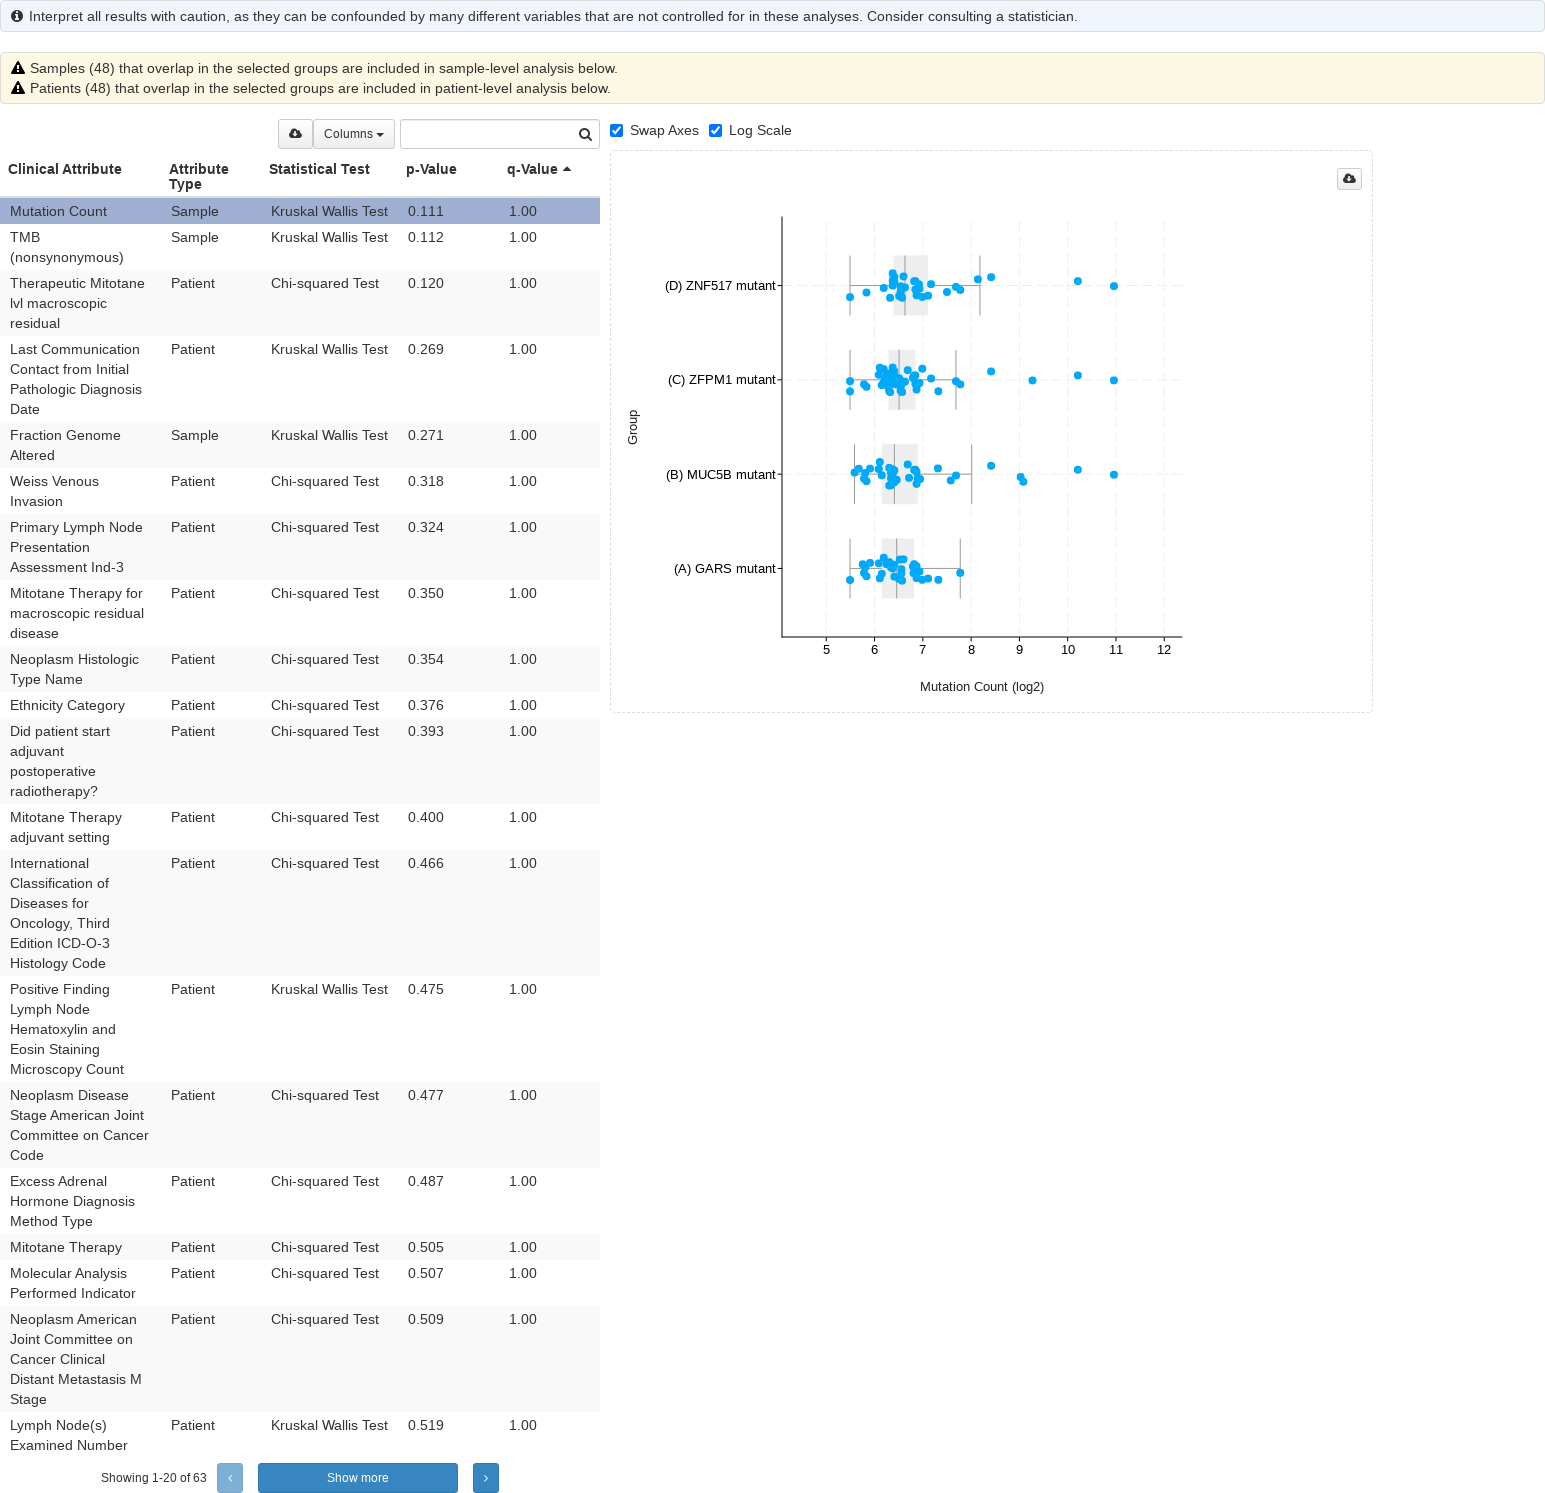 Interpret all results with caution, as they can be confounded by many different variables that are not controlled for in these analyses. Consider consulting a statistician.
Samples (48) that overlap in the selected groups are included in sample-level analysis below.
Patients (48) that overlap in the selected groups are included in patient-level analysis below.
Columns
Clinical Attribute Attribute Type Statistical Test p-Value q-Value
Mutation Count Sample Kruskal Wallis Test 0.111 1.00
TMB Sample Kruskal Wallis Test 0.112 1.00
(nonsynonymous)
Therapeutic Mitotane Patient Chi-squared Test 0.120 1.00
lvl macroscopic
residual
Last Communication Patient Kruskal Wallis Test 0.269 1.00
Contact from Initial
Pathologic Diagnosis
Date
Fraction Genome Sample Kruskal Wallis Test 0.271 1.00
Altered
Weiss Venous Patient Chi-squared Test 0.318 1.00
Invasion
Primary Lymph Node Patient Chi-squared Test 0.324 1.00
Presentation
Assessment Ind-3
Mitotane Therapy for Patient Chi-squared Test 0.350 1.00
macroscopic residual
disease
Neoplasm Histologic Patient Chi-squared Test 0.354 1.00
Type Name
Ethnicity Category Patient Chi-squared Test 0.376 1.00
Did patient start Patient Chi-squared Test 0.393 1.00
adjuvant
postoperative
radiotherapy?
Mitotane Therapy Patient Chi-squared Test 0.400 1.00
adjuvant setting
International Patient Chi-squared Test 0.466 1.00
Classification of
Diseases for
Oncology, Third
Edition ICD-O-3
Histology Code
Positive Finding Patient Kruskal Wallis Test 0.475 1.00
Lymph Node
Hematoxylin and
Eosin Staining
Microscopy Count
Neoplasm Disease Patient Chi-squared Test 0.477 1.00
Stage American Joint
Committee on Cancer
Code
Excess Adrenal Patient Chi-squared Test 0.487 1.00
Hormone Diagnosis
Method Type
Mitotane Therapy Patient Chi-squared Test 0.505 1.00
Molecular Analysis Patient Chi-squared Test 0.507 1.00
Performed Indicator
Neoplasm American Patient Chi-squared Test 0.509 1.00
Joint Committee on
Cancer Clinical
Distant Metastasis M
Stage
Lymph Node(s) Patient Kruskal Wallis Test 0.519 1.00
Examined Number
Showing 1-20 of 63 Show more
Swap Axes Log Scale
(D) ZNF517 mutant
(C) ZFPM1 mutant
(B) MUC5B mutant
(A) GARS mutant
Group
5 6 7 8 9 10 11 12
Mutation Count (log2)